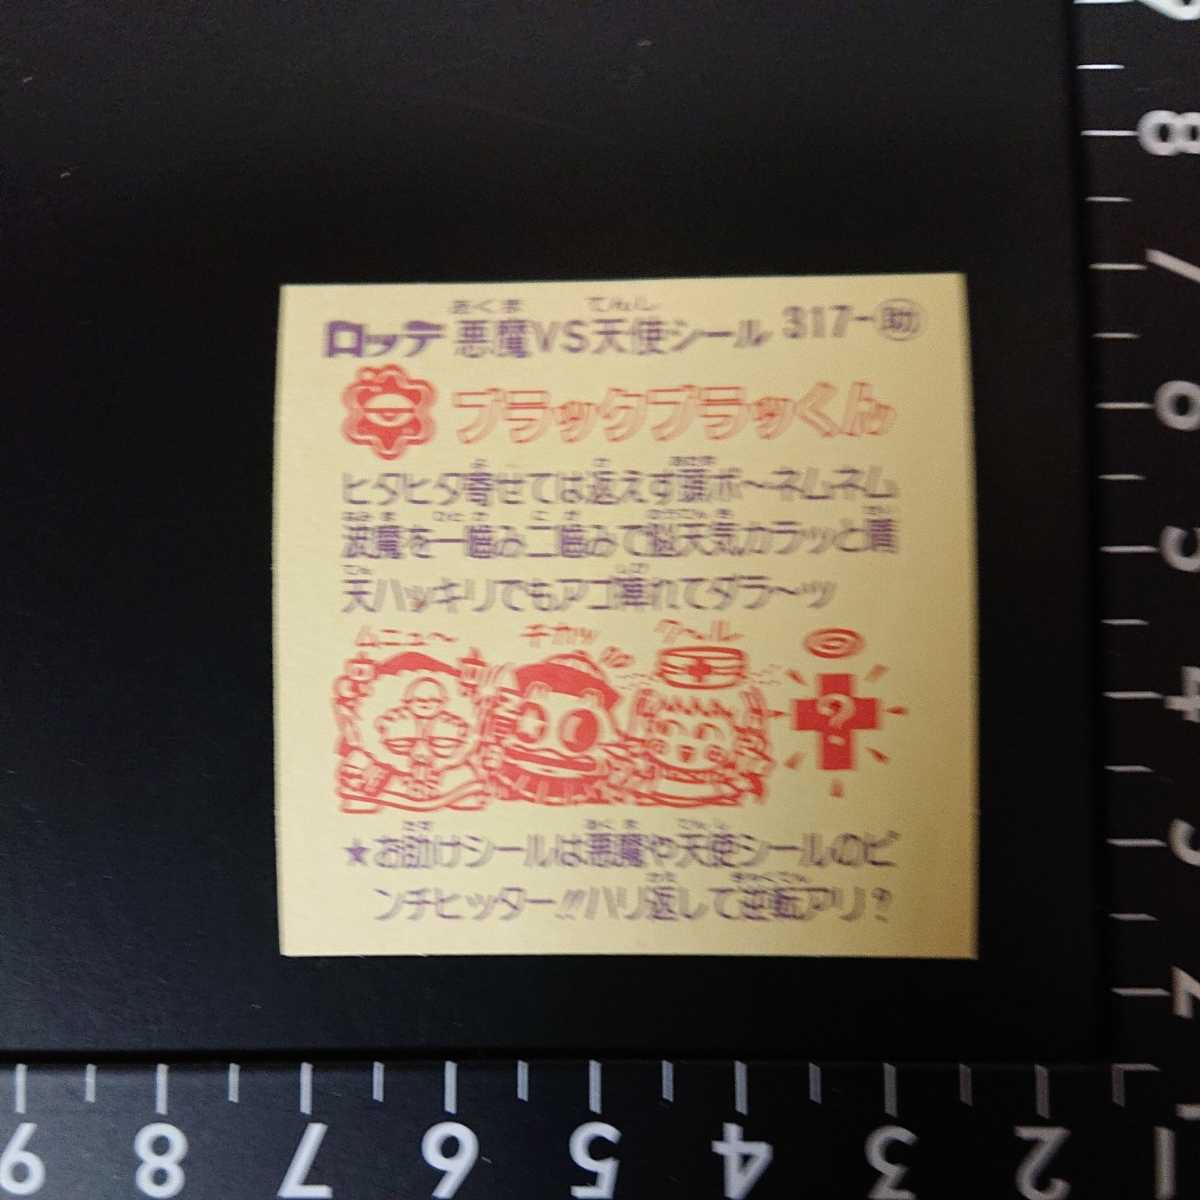 ロッテ 悪魔VS天使シール 317-助
あくま てんし
ブラックブラッくん
ヒタヒタ寄せては返えす頭ボ〜ネムネム
波魔を一噛み二噛みで脳天気カラッと晴
天ハッキリでもアゴ痺れてダラ〜ッ
ムニュ〜 チカッ ク〜ル
?
★お助けシールは悪魔や天使シールのピ
ンチヒッター!!ハリ返して逆転アリ?
8
7
6
5
4
3
2
9 8 7 6 5 4 3 2 1